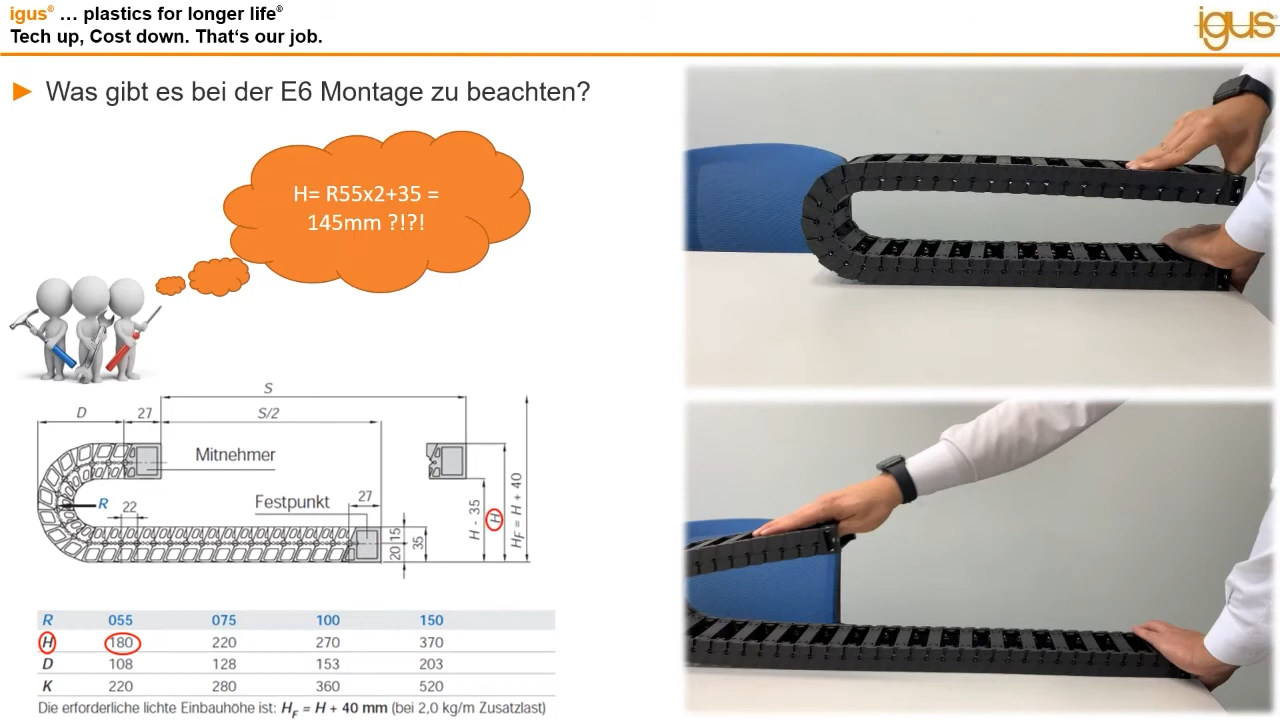 igus® … plastics for longer life®
Tech up, Cost down. That‘s our job.
igus®
► Was gibt es bei der E6 Montage zu beachten?
H= R55x2+35 =
145mm ?!?!
S
D 27 S/2
Mitnehmer
R 22
Festpunkt 27
20 15
35
H - 35
H
HF = H + 40
R 055 075 100 150
H 180 220 270 370
D 108 128 153 203
K 220 280 360 520
Die erforderliche lichte Einbauhöhe ist: HF = H + 40 mm (bei 2,0 kg/m Zusatzlast)